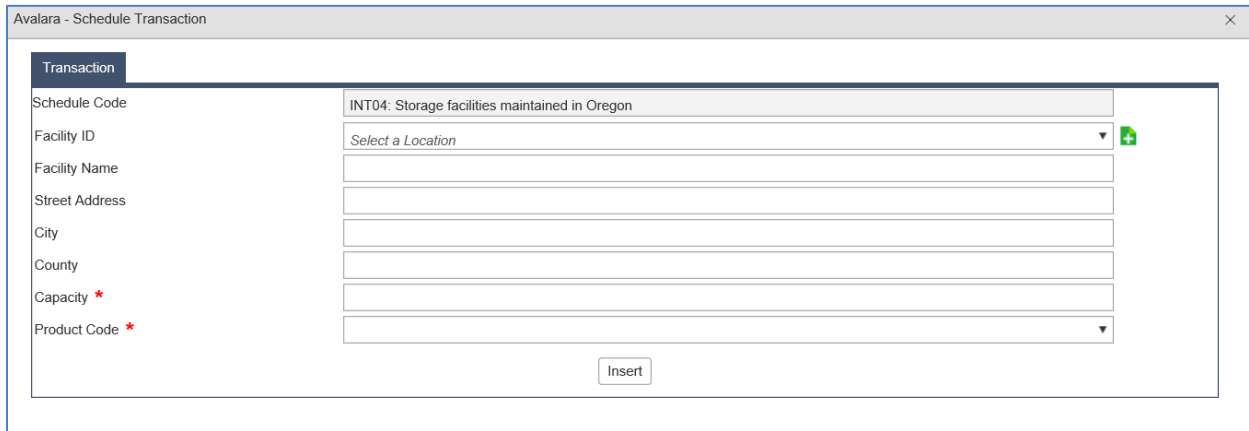 Avalara - Schedule Transaction
Transaction
Schedule Code INT04: Storage facilities maintained in Oregon
Facility ID Select a Location
Facility Name
Street Address
City
County
Capacity *
Product Code *
Insert